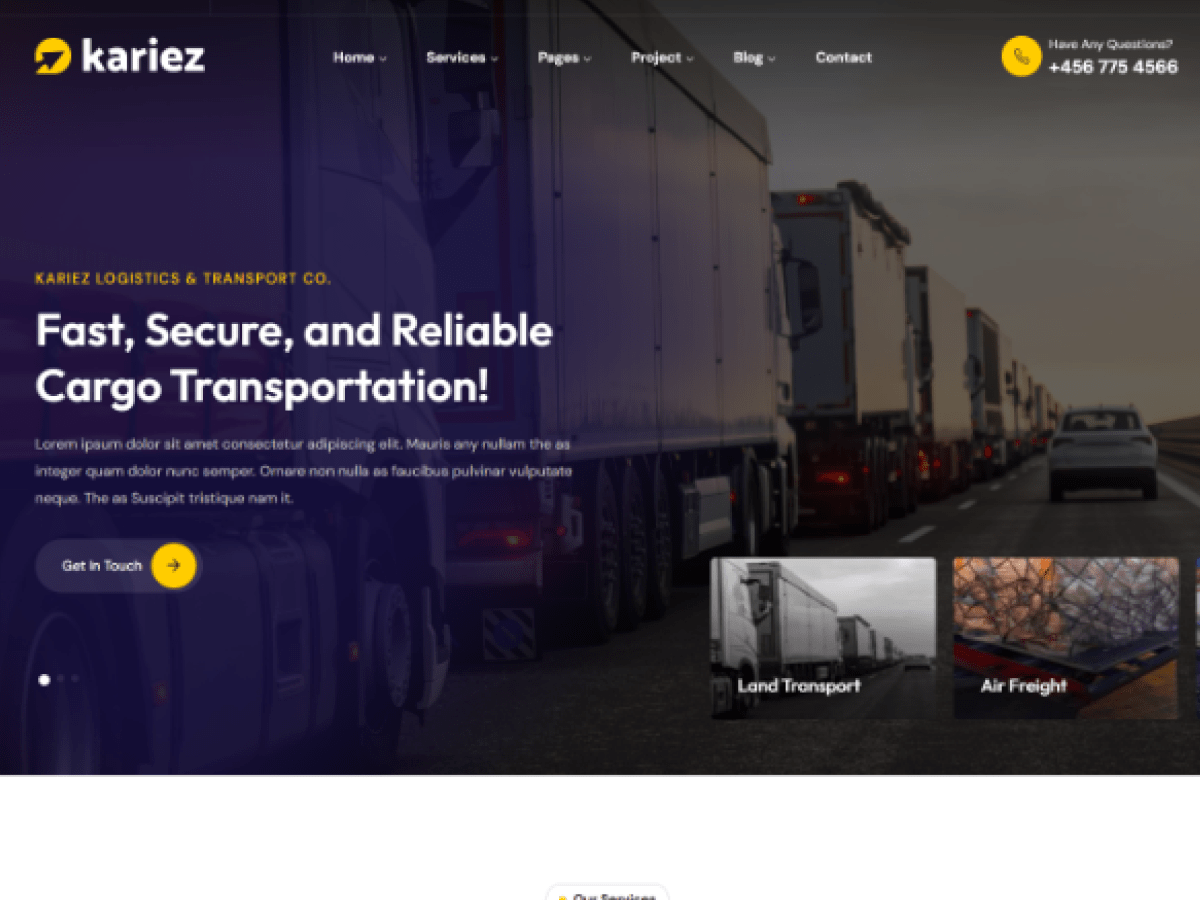 kariez
Home
Services
Pages
Project
Blog
Contact
Have Any Questions?
+456 775 4566
KARIEZ LOGISTICS & TRANSPORT CO.
Fast, Secure, and Reliable
Cargo Transportation!
Lorem ipsum dolor sit amet consectetur adipiscing elit. Mauris any nullam the as
integer quam dolor nunc semper. Ornare non nulla as faucibus pulvinar vulputate
neque. The as Suscipit tristique nam it.
Get In Touch
Land Transport
Air Freight
Our Services